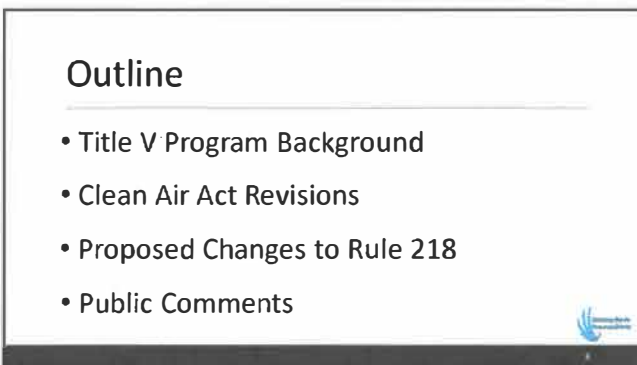 Outline
• Title V Program Background
• Clean Air Act Revisions
• Proposed Changes to Rule 218
• Public Comments